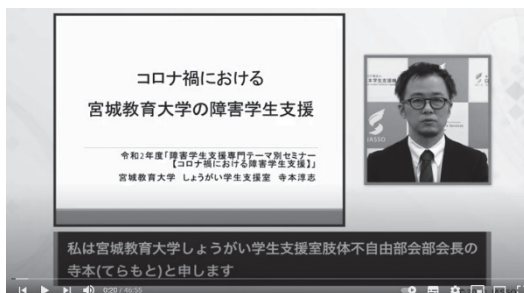 コロナ禍における
宮城教育大学の障害学生支援
令和2年度「障害学生支援専門テーマ別セミナー
【コロナ禍における障害学生支援】」
宮城教育大学 しょうがい学生支援室 寺本淳志
JASSO
私は宮城教育大学しょうがい学生支援室肢体不自由部会部会長の
寺本(てらもと)と申します
0:20 / 46:55